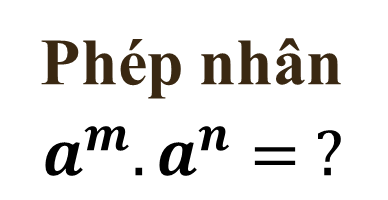 Phép nhân
aᵐ.aⁿ = ?